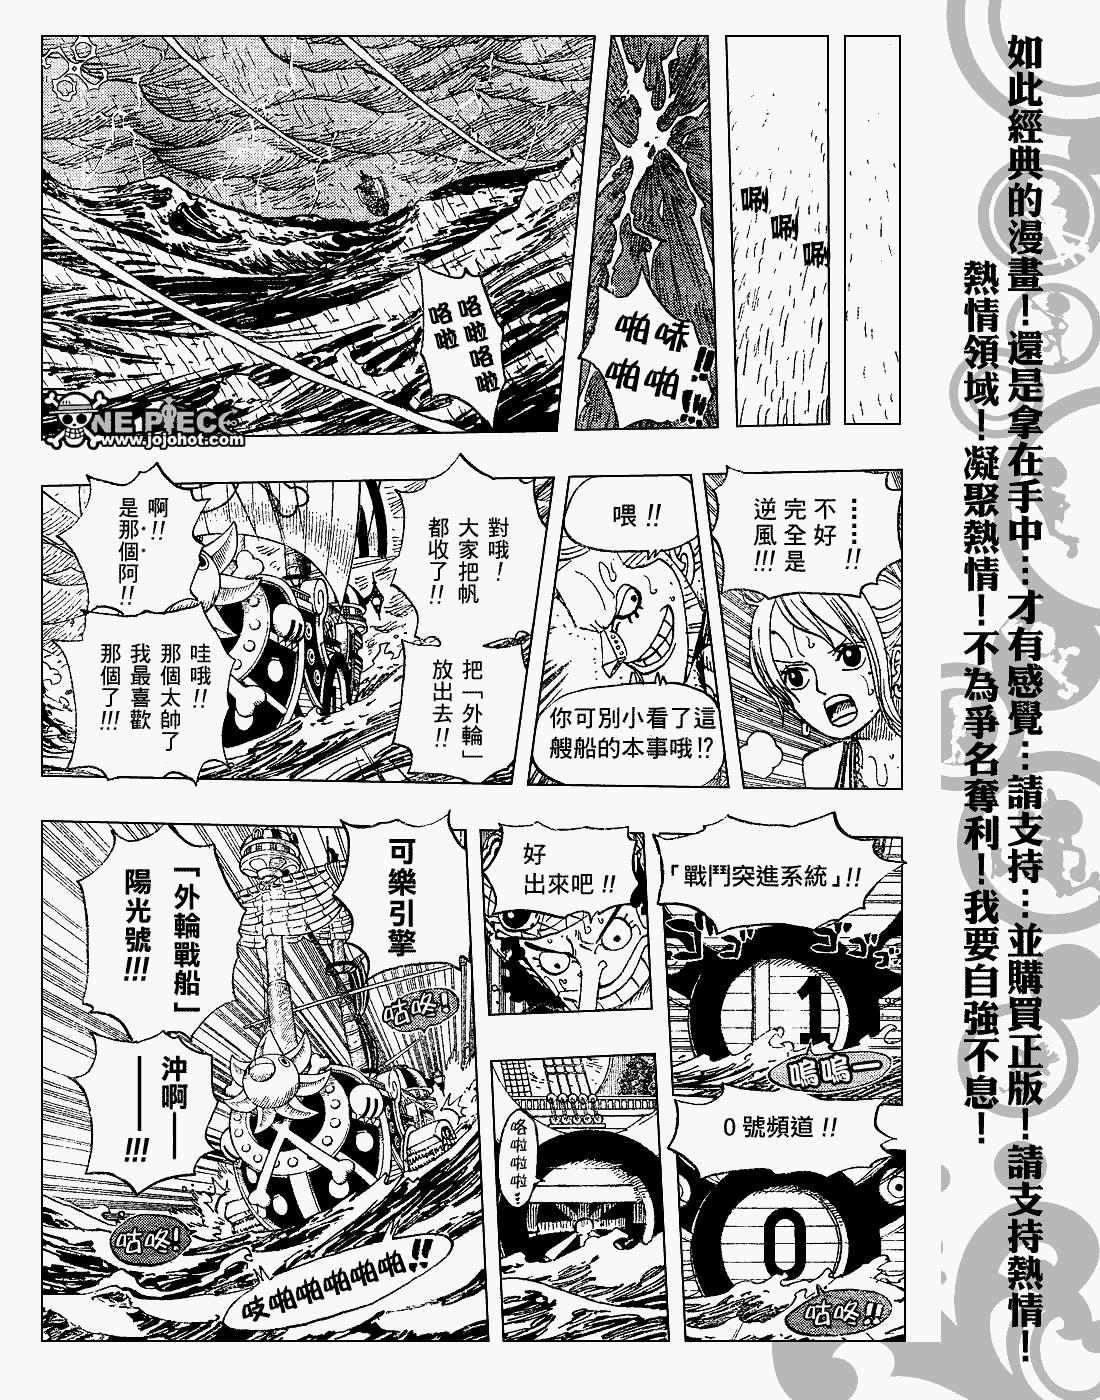 如此經典的漫畫！還是拿在手中…才有感覺…請支持…並購買正版！請支持熱情！
熱情領域！凝聚熱情！不為爭名奪利！我要自強不息！
啪咔!!
啪啪!!!
咯啦咯啦
咯啦
ONE PIECE
www.jojohot.com
……!!
不好
完全是
逆風!!!
喂!!
你可別小看了這
艘船的本事哦!?
對哦！
大家把帆
都收了!!
把「外輪」
放出去!!
啊!!
是那個阿!!
哇哦!!
那個太帥了
我最喜歡
那個了!!!
「戰鬥突進系統」!!
ゴゴゴ
ゴゴゴ
1
嗚嗚—
0 號頻道!!
0
咕咚!!
好
出來吧!!
咯啦啦啦…
可樂引擎
「外輪戰船」
陽光號!!!
咕咚!
沖啊——
——!!!
咕咚!
吱啪啪啪啪啪!!